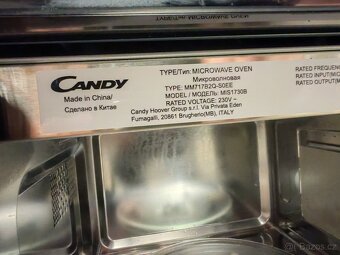 CANDY
Made in China/
Сделано в Китае
TYPE/Тип: MICROWAVE OVEN
Микроволновая
TYPE: MM717B2Q-S0EE
MODEL / МОДЕЛЬ: MIS1730B
RATED VOLTAGE: 230V ~
Candy Hoover Group s.r.l. Via Privata Eden
Fumagalli, 20861 Brugherio(MB), ITALY
RATED FREQUEN
RATED INPUT(MIC
RATED OUTPUT(M